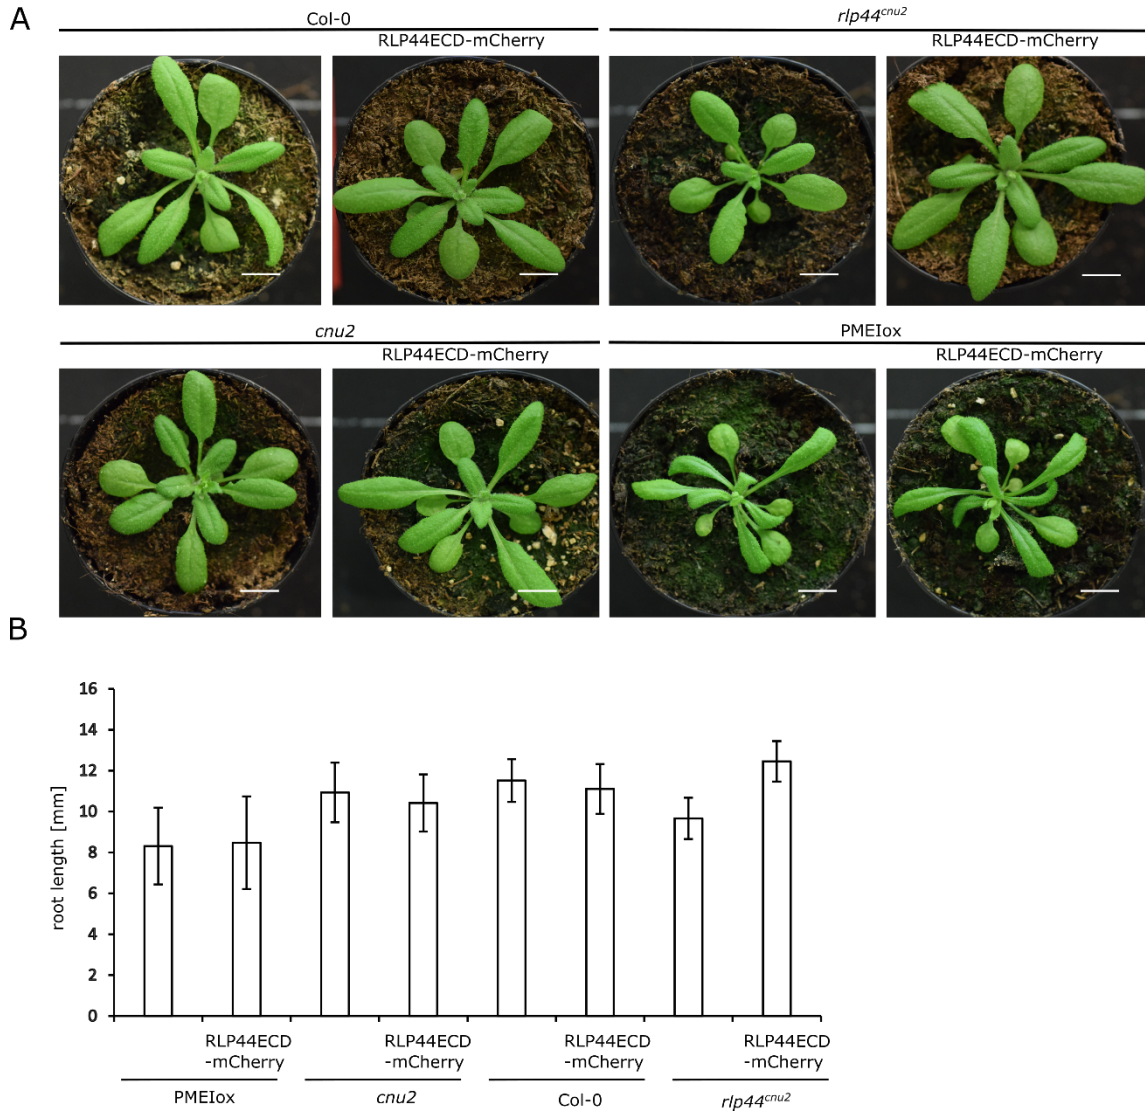 A
Col-0
rlp44cnu2
RLP44ECD-mCherry
RLP44ECD-mCherry
cnu2
PMEIox
RLP44ECD-mCherry
RLP44ECD-mCherry
B
16
14
12
10
8
6
4
2
0
root length [mm]
RLP44ECD
-mCherry
RLP44ECD
-mCherry
RLP44ECD
-mCherry
RLP44ECD
-mCherry
PMEIox
cnu2
Col-0
rlp44cnu2